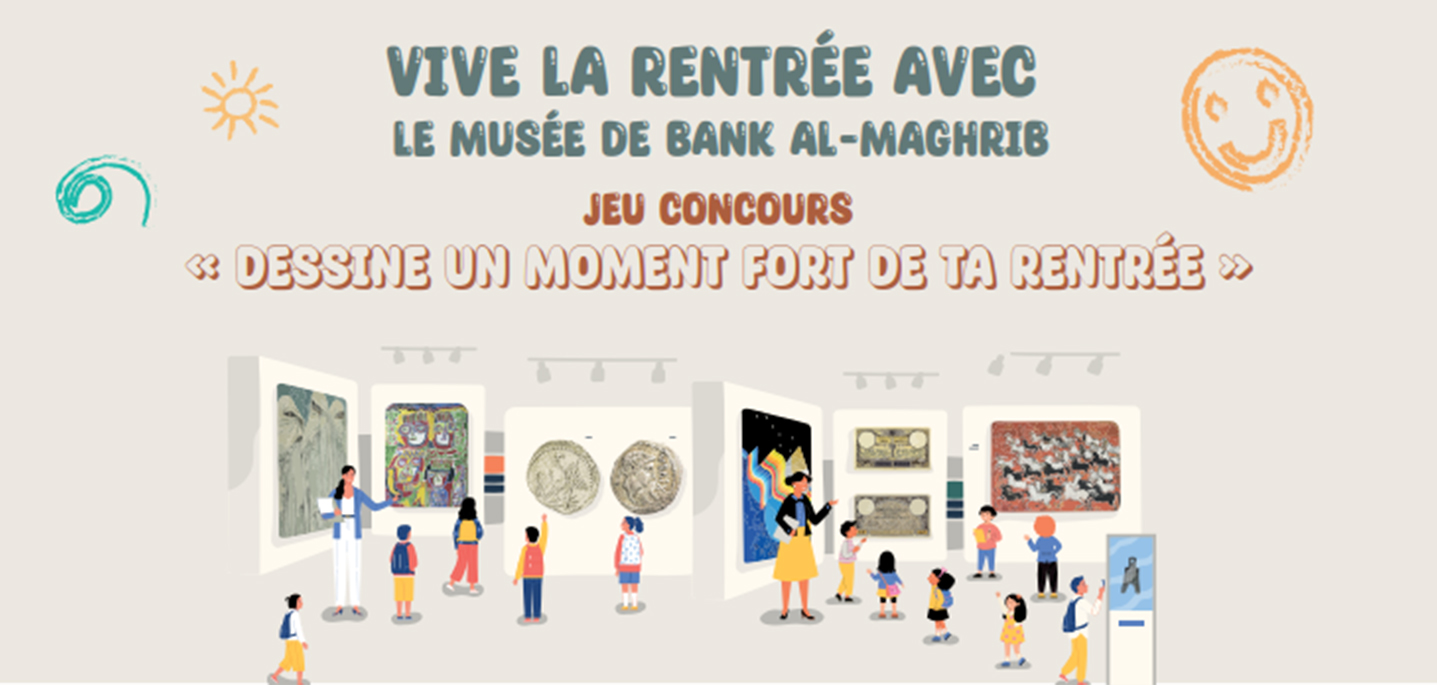 VIVE LA RENTRÉE AVEC
LE MUSÉE DE BANK AL-MAGHRIB
JEU CONCOURS
« DESSINE UN MOMENT FORT DE TA RENTRÉE »